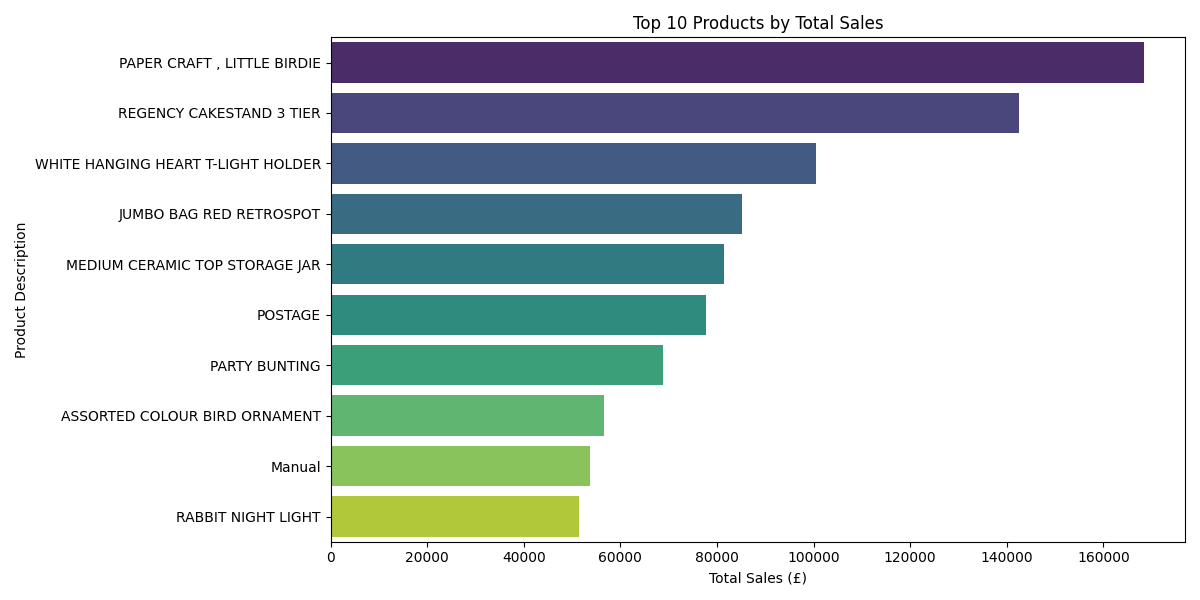 Top 10 Products by Total Sales
Product Description
PAPER CRAFT , LITTLE BIRDIE
REGENCY CAKESTAND 3 TIER
WHITE HANGING HEART T-LIGHT HOLDER
JUMBO BAG RED RETROSPOT
MEDIUM CERAMIC TOP STORAGE JAR
POSTAGE
PARTY BUNTING
ASSORTED COLOUR BIRD ORNAMENT
Manual
RABBIT NIGHT LIGHT
0 20000 40000 60000 80000 100000 120000 140000 160000
Total Sales (£)